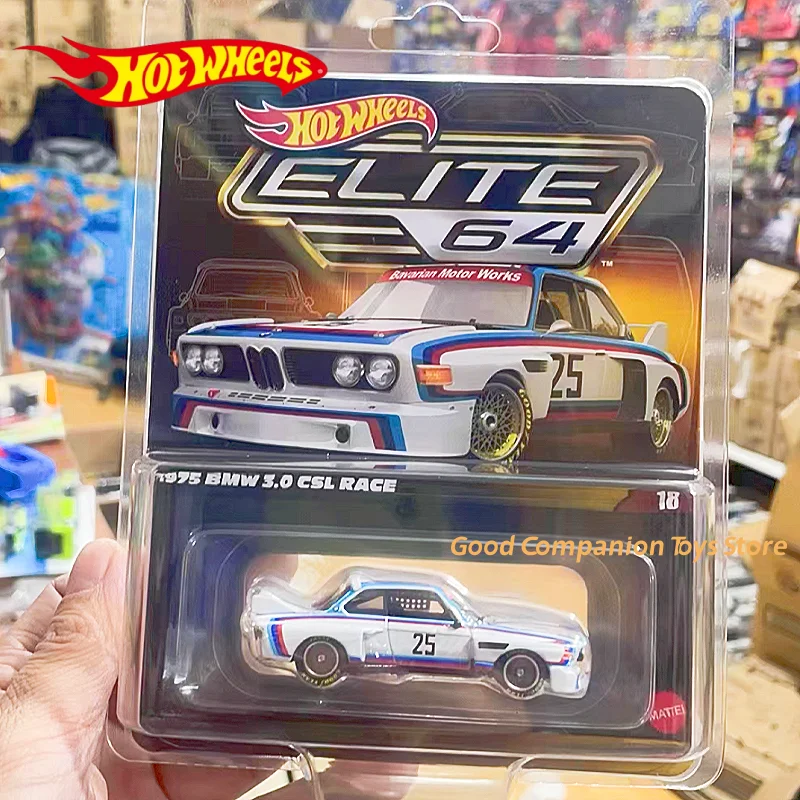 HOT WHEELS
HOT WHEELS
ELITE
64
™
Bavarian Motor Works
25
1975 BMW 3.0 CSL RACE
18
Good Companion Toys Store
25
MATTEL